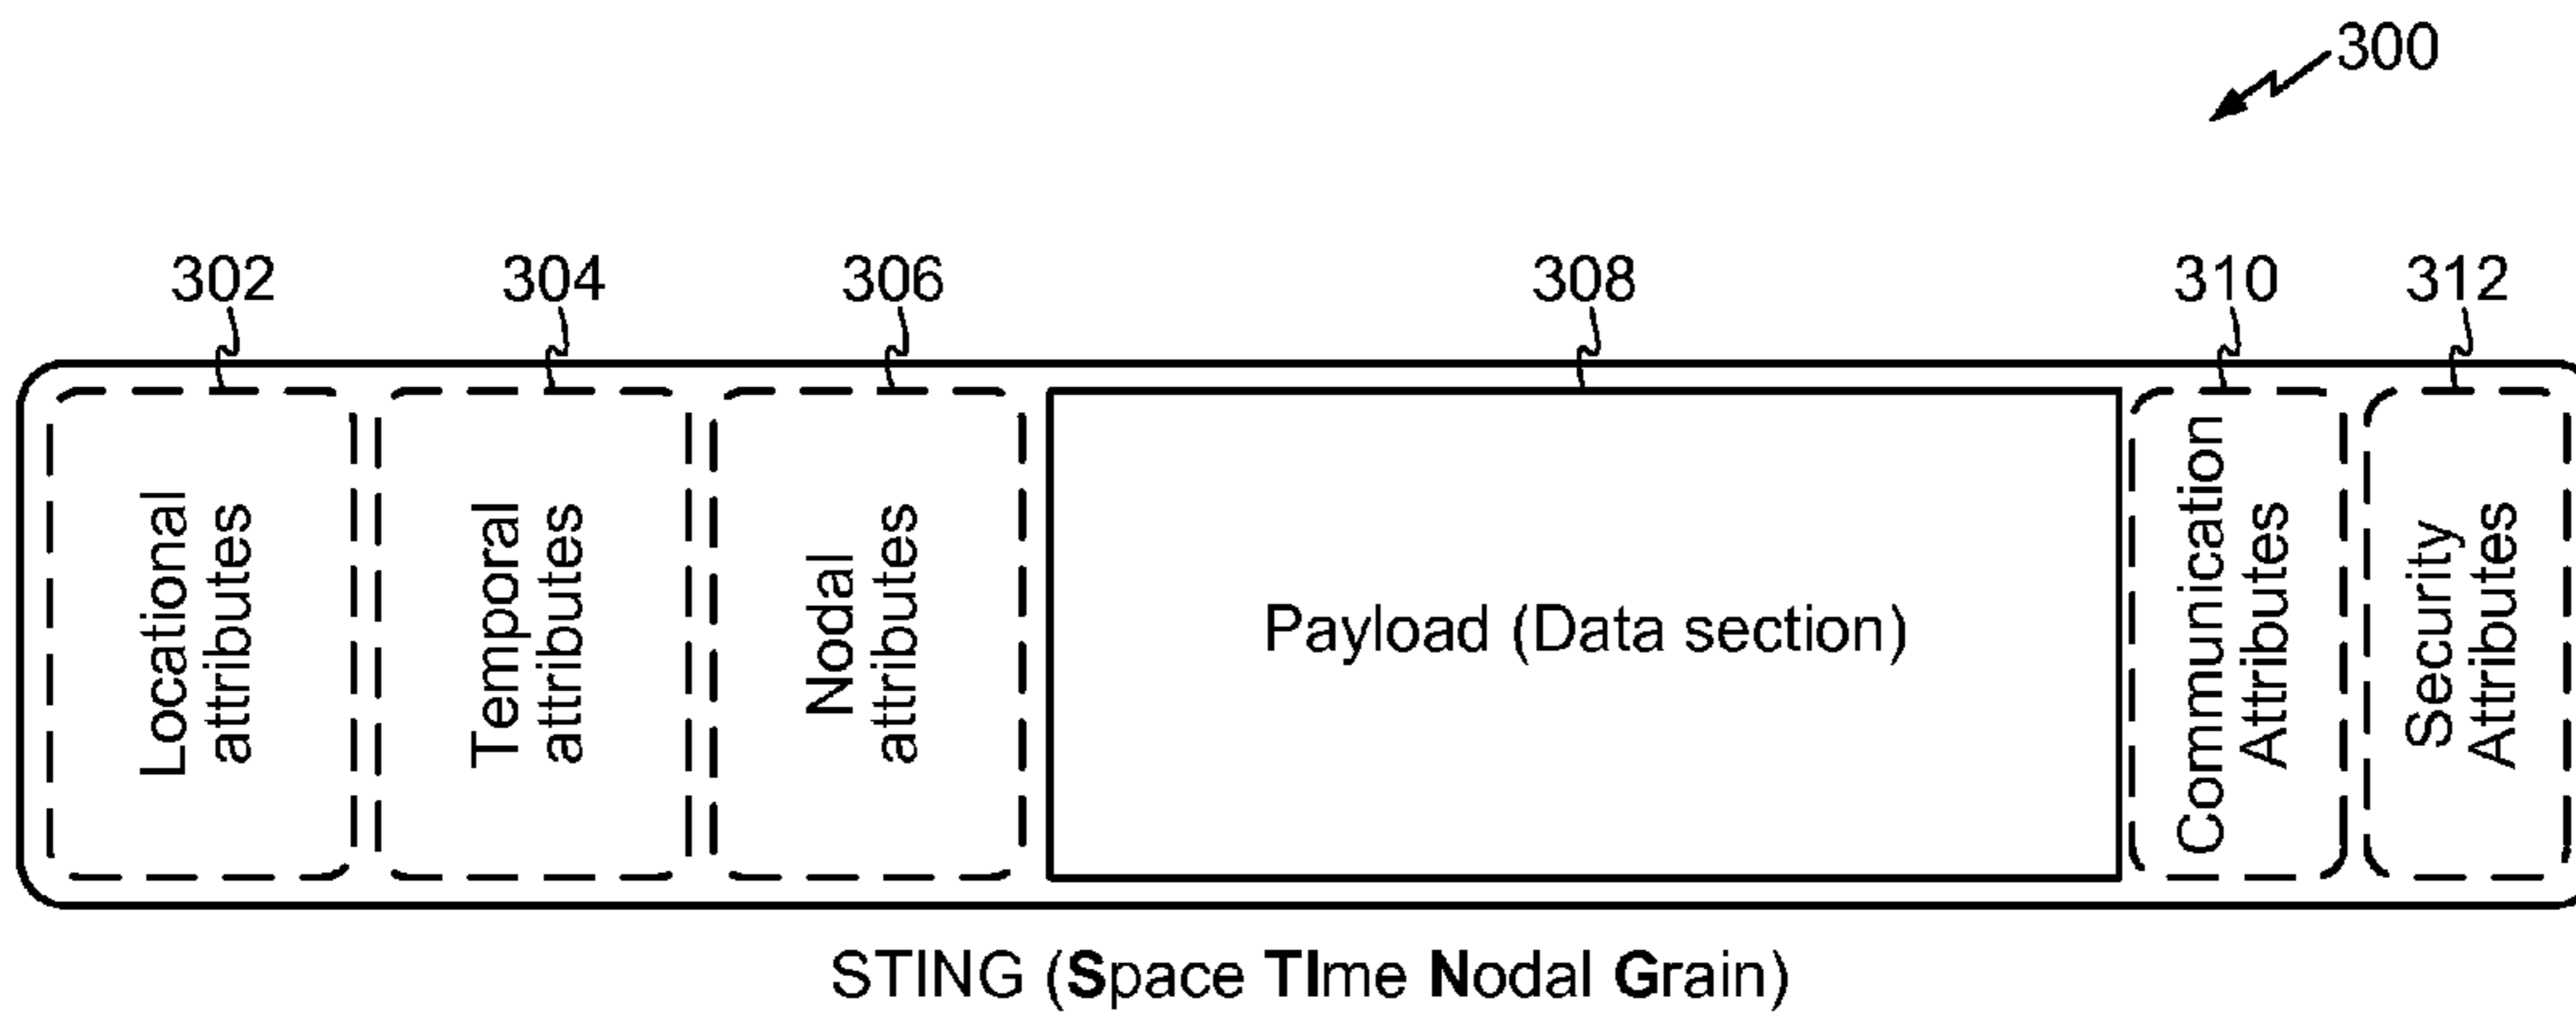 300
302
304
306
308
310
312
Locational
attributes
Temporal
attributes
Nodal
attributes
Payload (Data section)
Communication
Attributes
Security
Attributes
STING (Space TIme Nodal Grain)